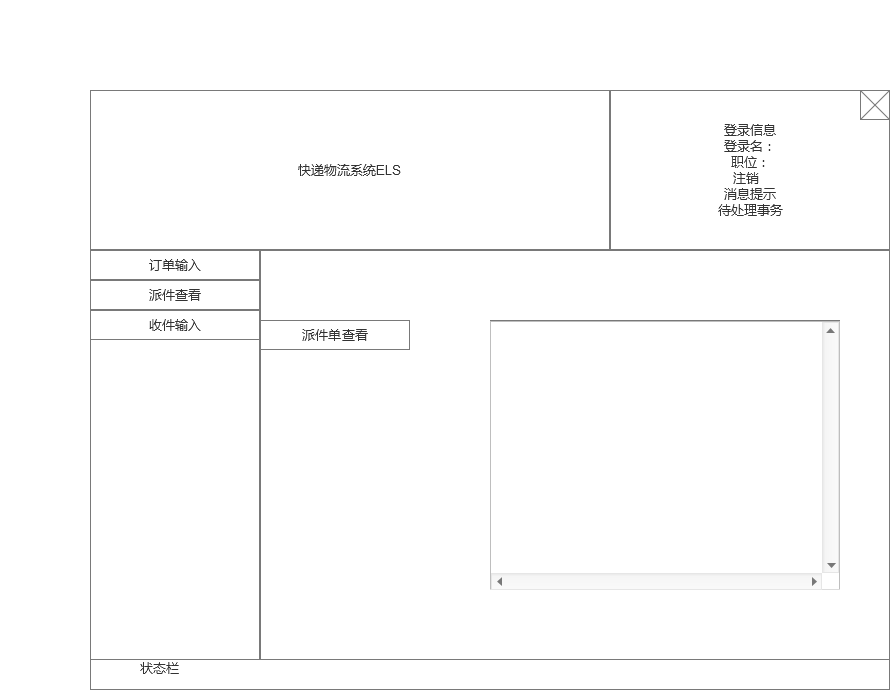 快递物流系统ELS
登录信息
登录名：
职位：
注销
消息提示
待处理事务
订单输入
派件查看
收件输入
派件单查看
状态栏